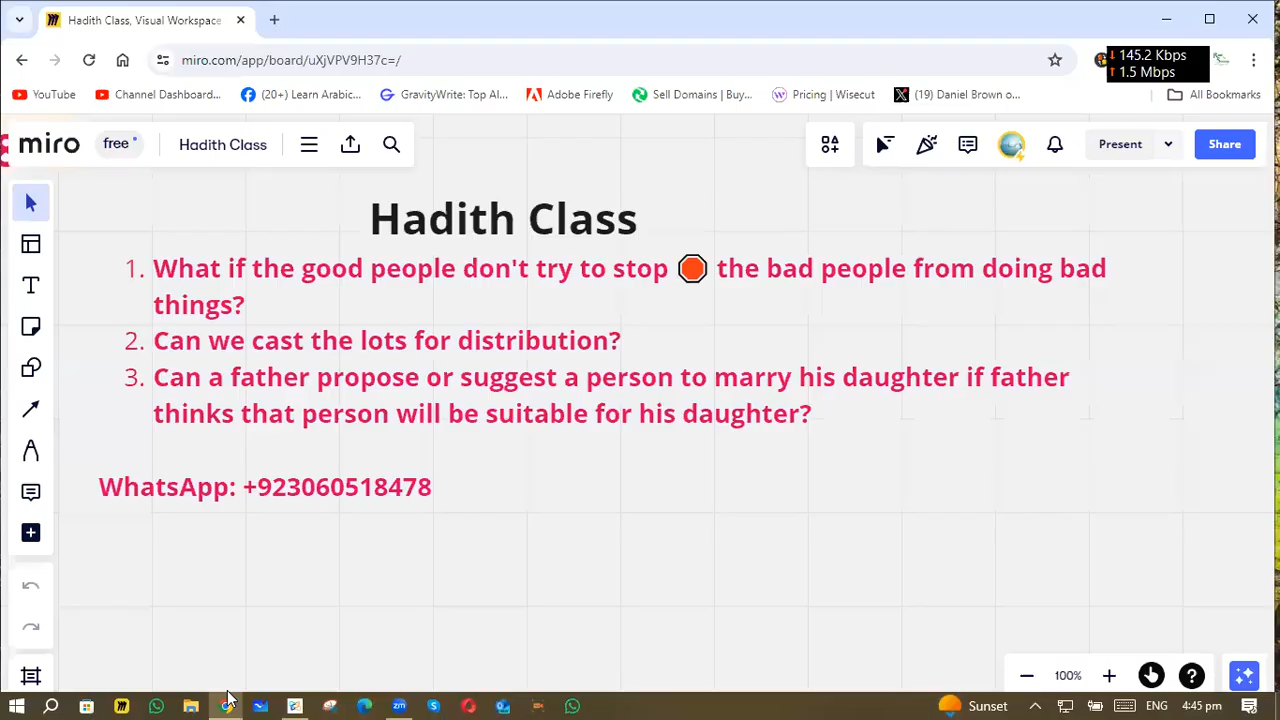 Hadith Class, Visual Workspace
miro.com/app/board/uXjVPV9H37c=/
145.2 Kbps
1.5 Mbps
YouTube
Channel Dashboard...
(20+) Learn Arabic...
GravityWrite: Top Al...
Adobe Firefly
Sell Domains | Buy...
Pricing | Wisecut
(19) Daniel Brown o...
All Bookmarks
miro
free
Hadith Class
Present
Share
Hadith Class
1. What if the good people don't try to stop 🛑 the bad people from doing bad
things?
2. Can we cast the lots for distribution?
3. Can a father propose or suggest a person to marry his daughter if father
thinks that person will be suitable for his daughter?
WhatsApp: +923060518478
100%
Sunset
ENG
4:45 pm